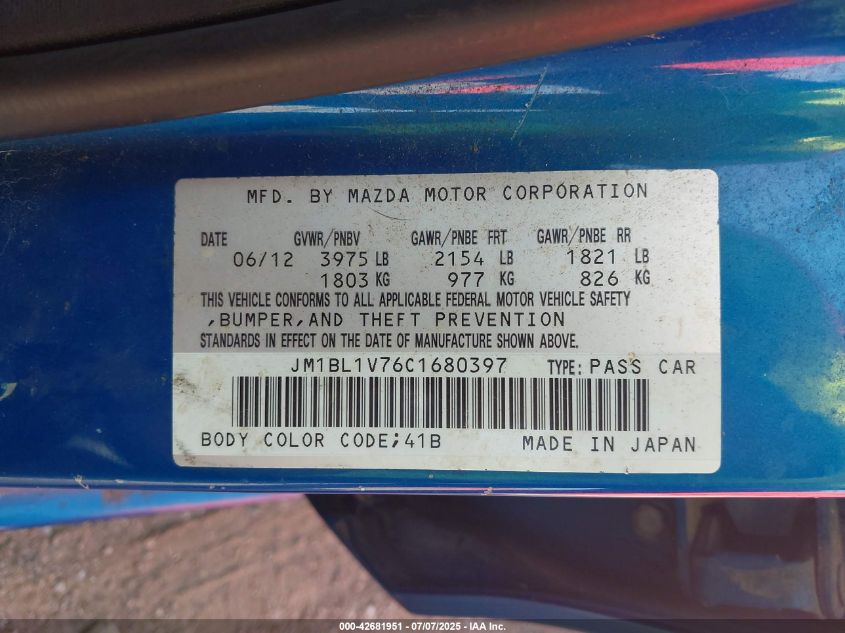 MFD. BY MAZDA MOTOR CORPORATION
DATE GVWR/PNBV GAWR/PNBE FRT GAWR/PNBE RR
06/12 3975 LB 2154 LB 1821 LB
1803 KG 977 KG 826 KG
THIS VEHICLE CONFORMS TO ALL APPLICABLE FEDERAL MOTOR VEHICLE SAFETY
,BUMPER,AND THEFT PREVENTION
STANDARDS IN EFFECT ON THE DATE OF MANUFACTURE SHOWN ABOVE.
JM1BL1V76C1680397 TYPE: PASS CAR
BODY COLOR CODE;41B MADE IN JAPAN
000-42681951 - 07/07/2025 - IAA Inc.